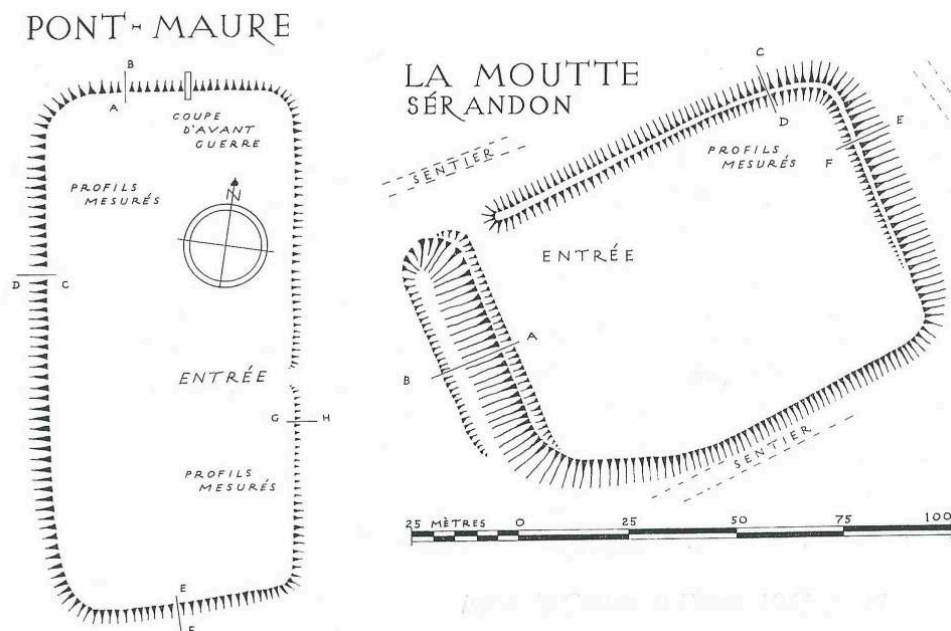 PONT-MAURE
B
A
COUPE
D'AVANT
GUERRE
PROFILS
MESURÉS
N
D C
ENTRÉE
G H
PROFILS
MESURÉS
E
F
LA MOUTTE
SÉRANDON
C
D
E
F
PROFILS
MESURÉS
SENTIER
ENTRÉE
A
B
SENTIER
25 MÈTRES 0 25 50 75 100